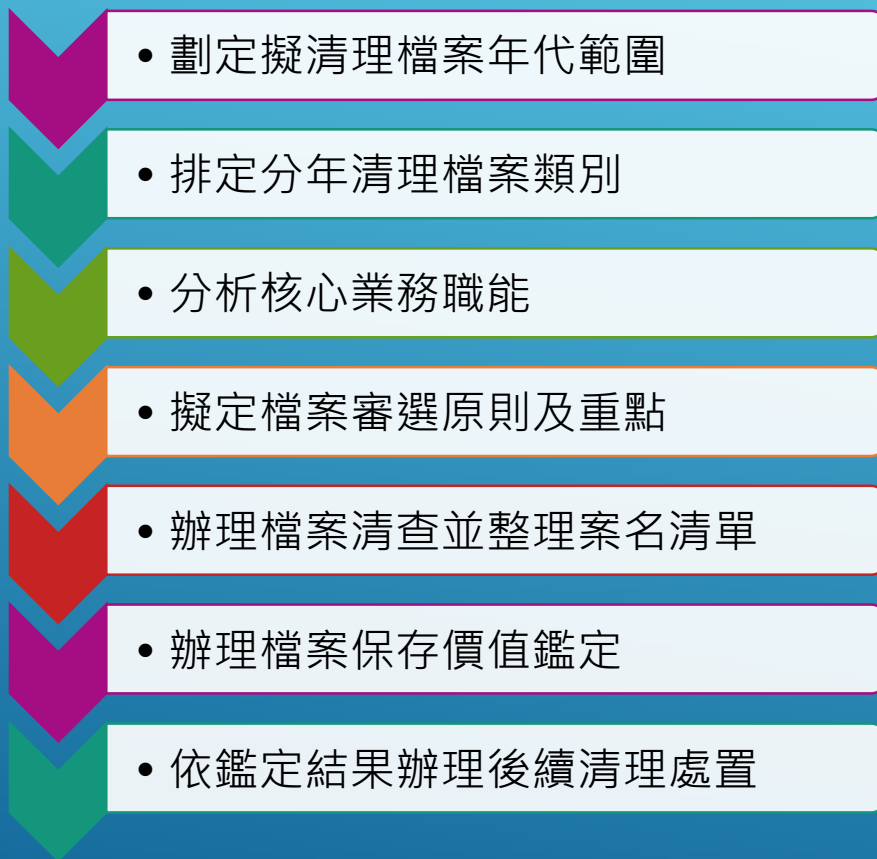 • 劃定擬清理檔案年代範圍
• 排定分年清理檔案類別
• 分析核心業務職能
• 擬定檔案審選原則及重點
• 辦理檔案清查並整理案名清單
• 辦理檔案保存價值鑑定
• 依鑑定結果辦理後續清理處置